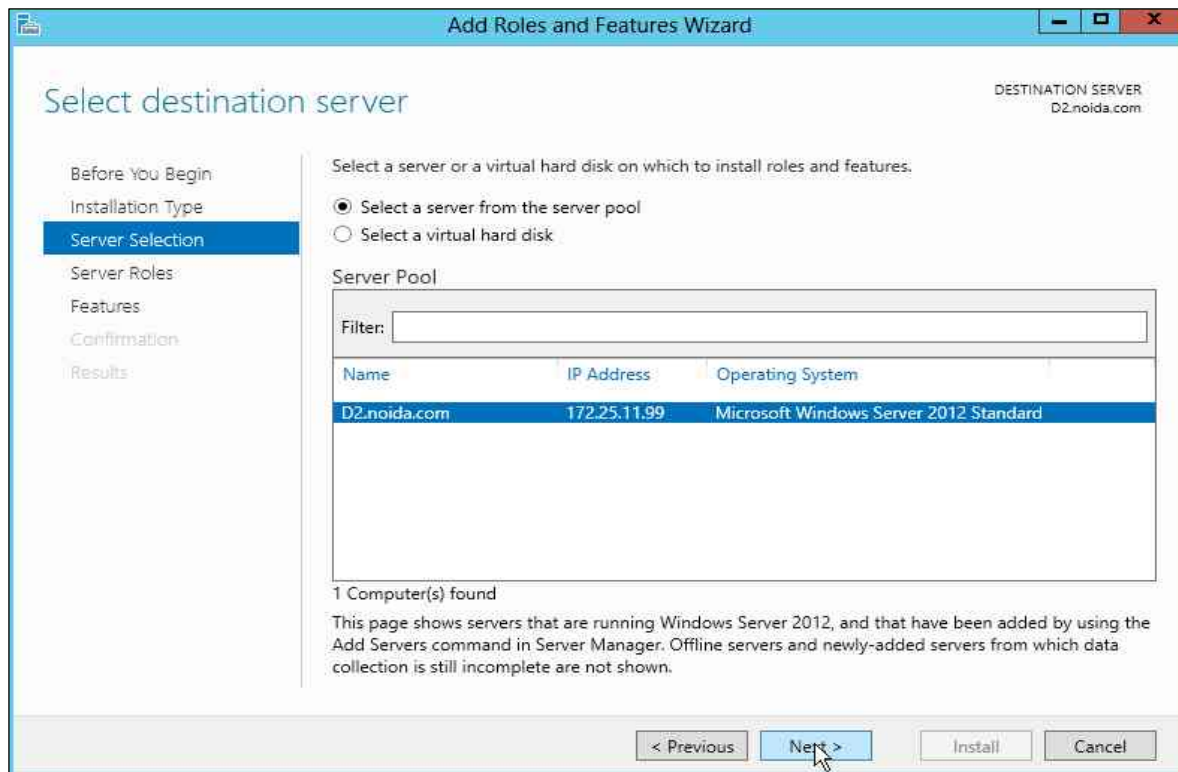 Add Roles and Features Wizard
Select destination server
DESTINATION SERVER
D2.noida.com
Before You Begin
Installation Type
Server Selection
Server Roles
Features
Confirmation
Results
Select a server or a virtual hard disk on which to install roles and features.
Select a server from the server pool
Select a virtual hard disk
Server Pool
Filter:
Name IP Address Operating System
D2.noida.com 172.25.11.99 Microsoft Windows Server 2012 Standard
1 Computer(s) found
This page shows servers that are running Windows Server 2012, and that have been added by using the
Add Servers command in Server Manager. Offline servers and newly-added servers from which data
collection is still incomplete are not shown.
< Previous Next > Install Cancel